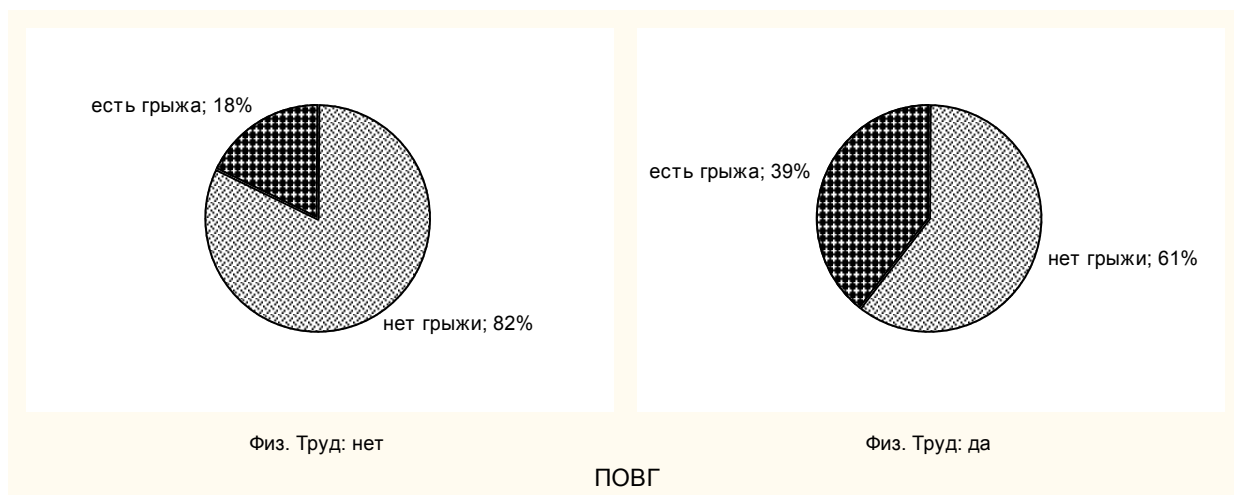 есть грыжа; 18%
нет грыжи; 82%
Физ. Труд: нет
есть грыжа; 39%
нет грыжи; 61%
Физ. Труд: да
ПОВГ